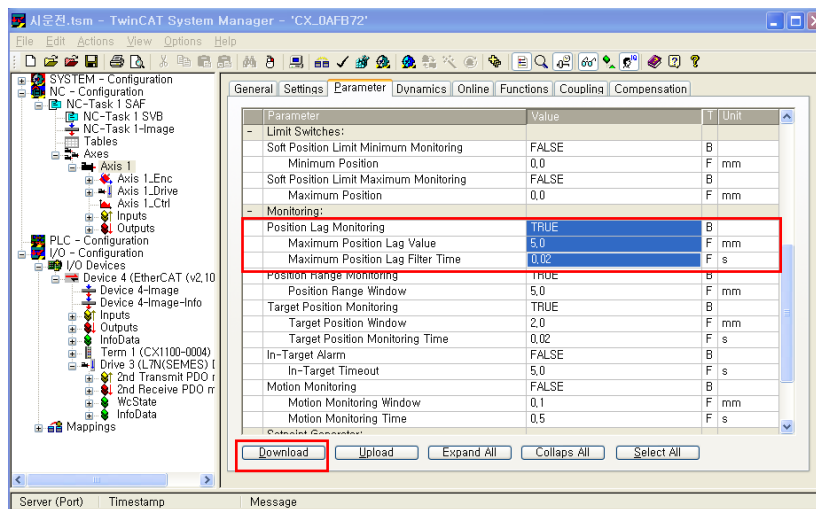 시운전.tsm - TwinCAT System Manager - 'CX_0AFB72'
File Edit Actions View Options Help
SYSTEM - Configuration
NC - Configuration
NC-Task 1 SAF
NC-Task 1 SVB
NC-Task 1-Image
Tables
Axes
Axis 1
Axis 1_Enc
Axis 1_Drive
Axis 1_Ctrl
Inputs
Outputs
PLC - Configuration
I/O - Configuration
I/O Devices
Device 4 (EtherCAT (v2,10
Device 4-Image
Device 4-Image-Info
Inputs
Outputs
InfoData
Term 1 (CX1100-0004)
Drive 3 (L7N(SEMES) [
2nd Transmit PDO r
2nd Receive PDO m
WcState
InfoData
Mappings
General Settings Parameter Dynamics Online Functions Coupling Compensation
Parameter Value T Unit
- Limit Switches:
Soft Position Limit Minimum Monitoring FALSE B
Minimum Position 0,0 F mm
Soft Position Limit Maximum Monitoring FALSE B
Maximum Position 0,0 F mm
- Monitoring:
Position Lag Monitoring TRUE B
Maximum Position Lag Value 5,0 F mm
Maximum Position Lag Filter Time 0,02 F s
Position Range Monitoring TRUE B
Position Range Window 5,0 F mm
Target Position Monitoring TRUE B
Target Position Window 2,0 F mm
Target Position Monitoring Time 0,02 F s
In-Target Alarm FALSE B
In-Target Timeout 5,0 F s
Motion Monitoring FALSE B
Motion Monitoring Window 0,1 F mm
Motion Monitoring Time 0,5 F s
Setpoint Generator:
Download Upload Expand All Collaps All Select All
Server (Port) Timestamp Message